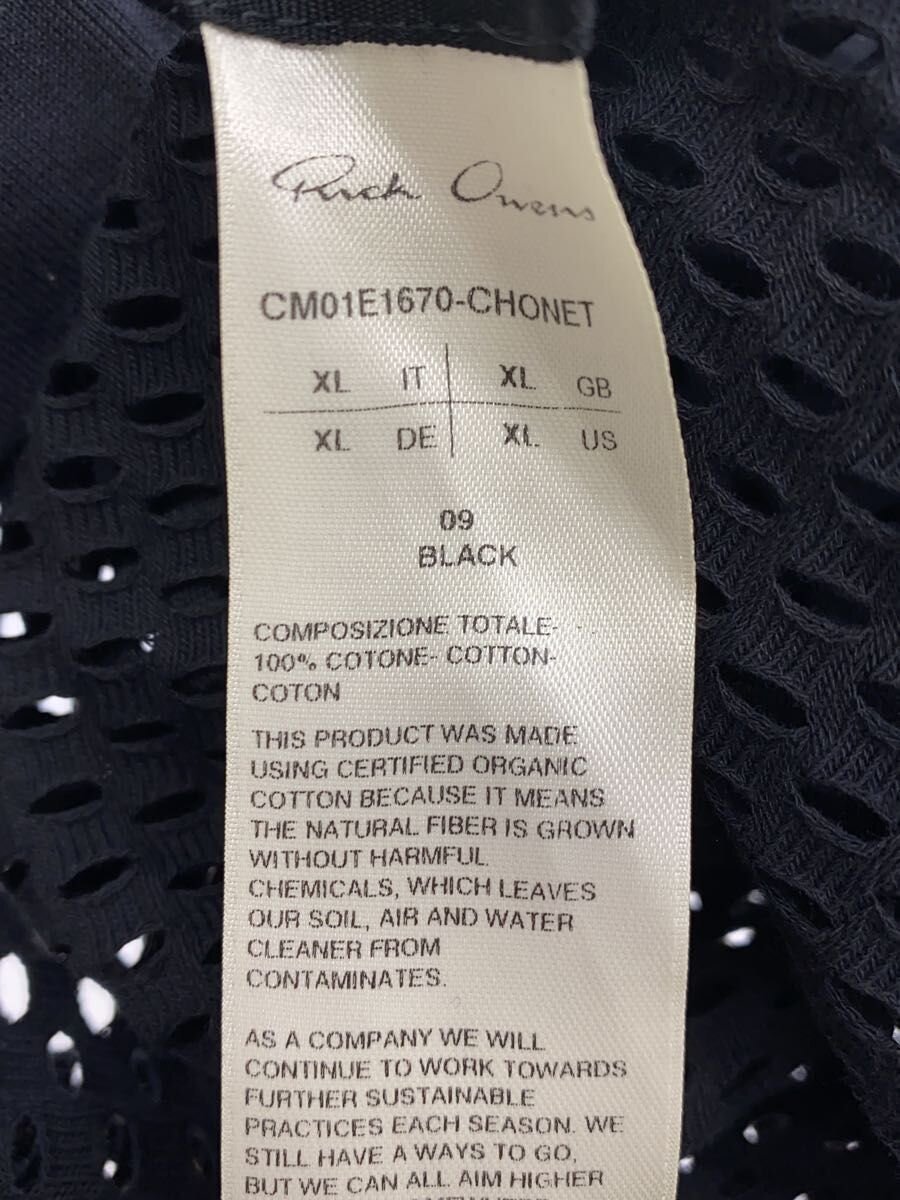 Rick Owens
CM01E1670-CHONET
XL IT XL GB
XL DE XL US
09
BLACK
COMPOSIZIONE TOTALE-
100% COTONE- COTTON-
COTON
THIS PRODUCT WAS MADE
USING CERTIFIED ORGANIC
COTTON BECAUSE IT MEANS
THE NATURAL FIBER IS GROWN
WITHOUT HARMFUL
CHEMICALS, WHICH LEAVES
OUR SOIL, AIR AND WATER
CLEANER FROM
CONTAMINATES.
AS A COMPANY WE WILL
CONTINUE TO WORK TOWARDS
FURTHER SUSTAINABLE
PRACTICES EACH SEASON. WE
STILL HAVE A WAYS TO GO,
BUT WE CAN ALL AIM HIGHER